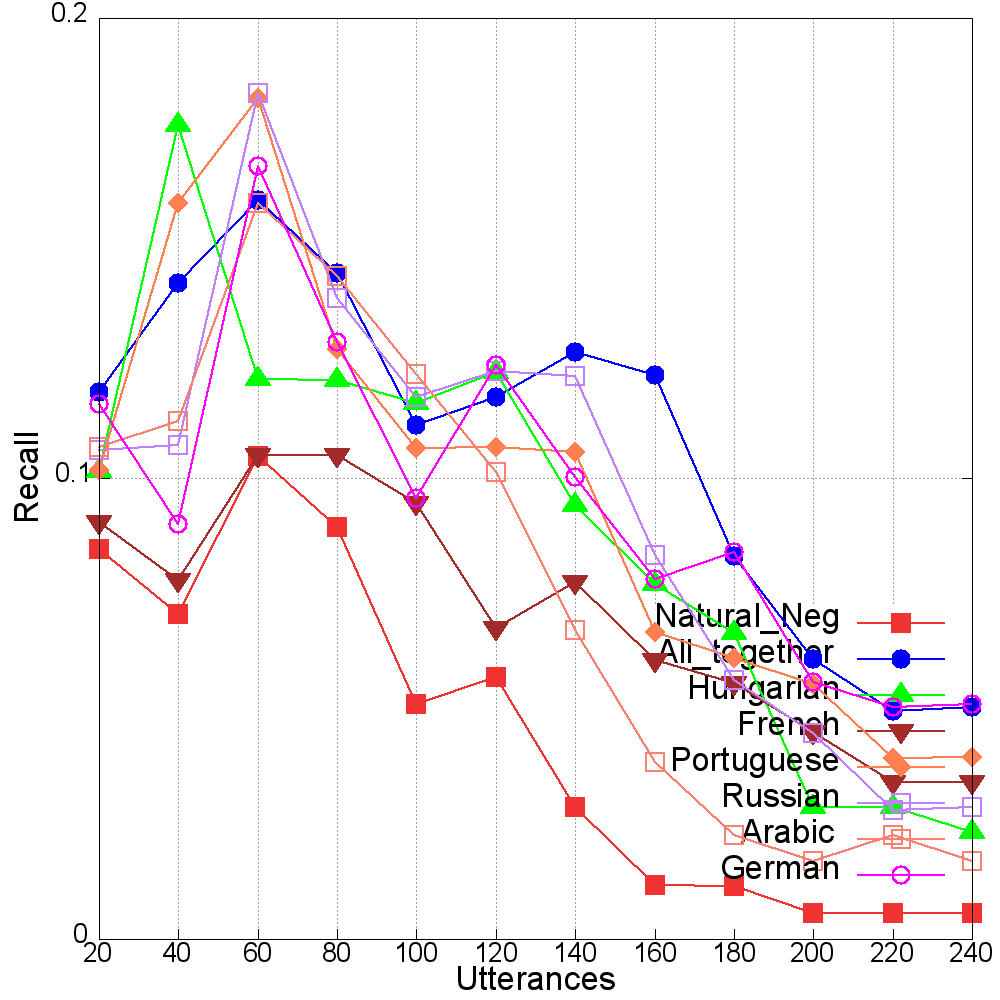 0.2
Recall
0.1
Natural_Neg
All_together
Hungarian
French
Portuguese
Russian
Arabic
German
0
20 40 60 80 100 120 140 160 180 200 220 240
Utterances